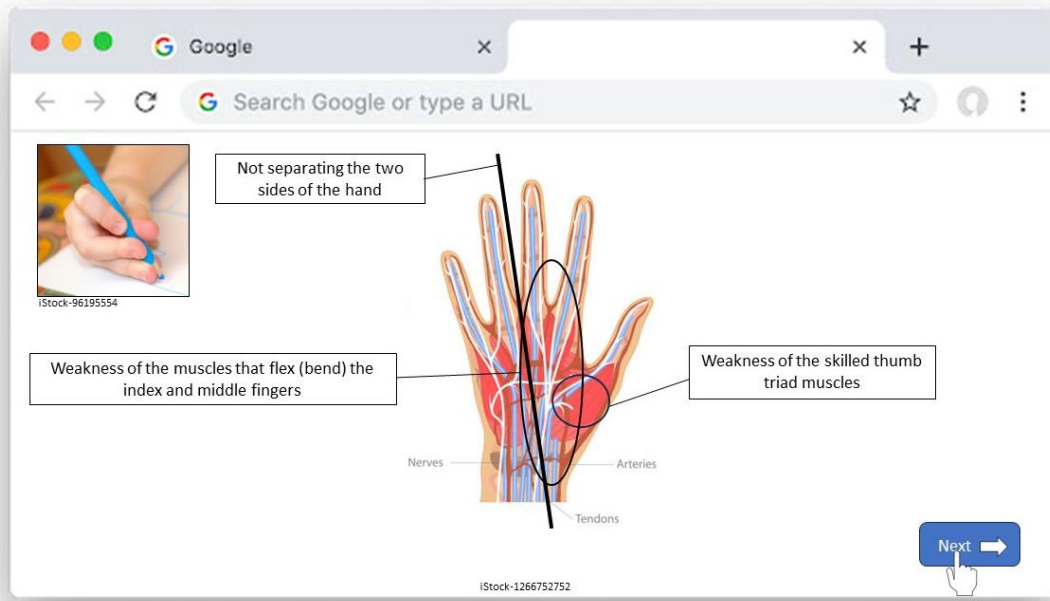 Google
Search Google or type a URL
Not separating the two
sides of the hand
iStock-96195554
Weakness of the muscles that flex (bend) the
index and middle fingers
Weakness of the skilled thumb
triad muscles
Nerves
Arteries
Tendons
Next
iStock-1266752752